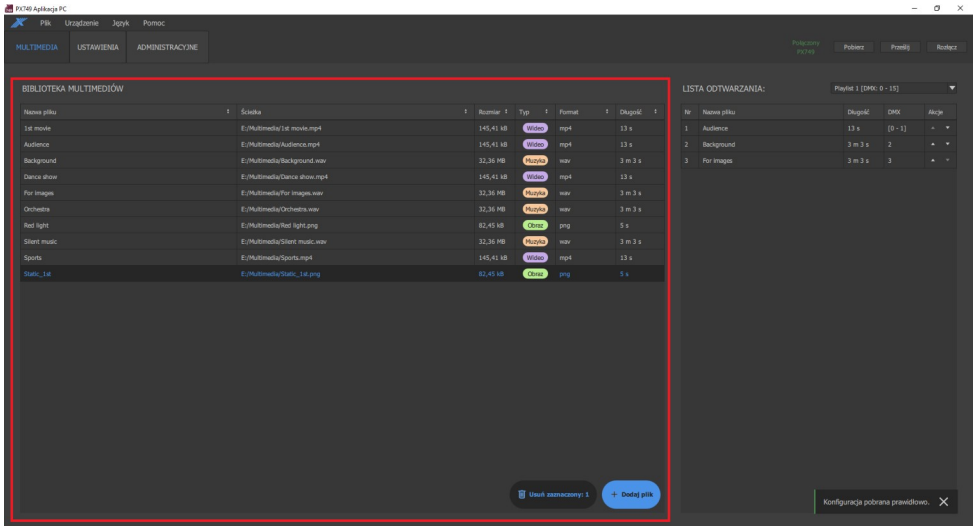 PX749 Aplikacja PC
Plik Urządzenie Język Pomoc
MULTIMEDIA USTAWIENIA ADMINISTRACYJNE
Połączony
PX749
Pobierz Prześlij Rozłącz
BIBLIOTEKA MULTIMEDIÓW
Nazwa pliku Ścieżka Rozmiar Typ Format Długość
1st movie E:/Multimedia/1st movie.mp4 145,41 kB Wideo mp4 13 s
Audience E:/Multimedia/Audience.mp4 145,41 kB Wideo mp4 13 s
Background E:/Multimedia/Background.wav 32,36 MB Muzyka wav 3 m 3 s
Dance show E:/Multimedia/Dance show.mp4 145,41 kB Wideo mp4 13 s
For images E:/Multimedia/For images.wav 32,36 MB Muzyka wav 3 m 3 s
Orchestra E:/Multimedia/Orchestra.wav 32,36 MB Muzyka wav 3 m 3 s
Red light E:/Multimedia/Red light.png 82,45 kB Obraz png 5 s
Silent music E:/Multimedia/Silent music.wav 32,36 MB Muzyka wav 3 m 3 s
Sports E:/Multimedia/Sports.mp4 145,41 kB Wideo mp4 13 s
Static_1st E:/Multimedia/Static_1st.png 82,45 kB Obraz png 5 s
Usuń zaznaczony: 1 + Dodaj plik
LISTA ODTWARZANIA: Playlist 1 [DMX: 0 - 15]
Nr Nazwa pliku Długość DMX Akcje
1 Audience 13 s [0 - 1]
2 Background 3 m 3 s 2
3 For images 3 m 3 s 3
Konfiguracja pobrana prawidłowo.